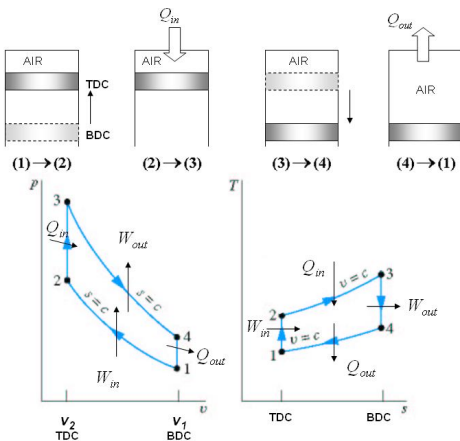 Q_in
Q_out
AIR
AIR
AIR
TDC
AIR
BDC
(1)→(2)
(2)→(3)
(3)→(4)
(4)→(1)
p
3
Q_in
W_out
2
s = c
s = c
4
Q_out
1
W_in
v_2
v_1
υ
TDC
BDC
T
Q_in
υ = c
3
2
W_out
W_in
υ = c
4
1
Q_out
TDC
BDC
s